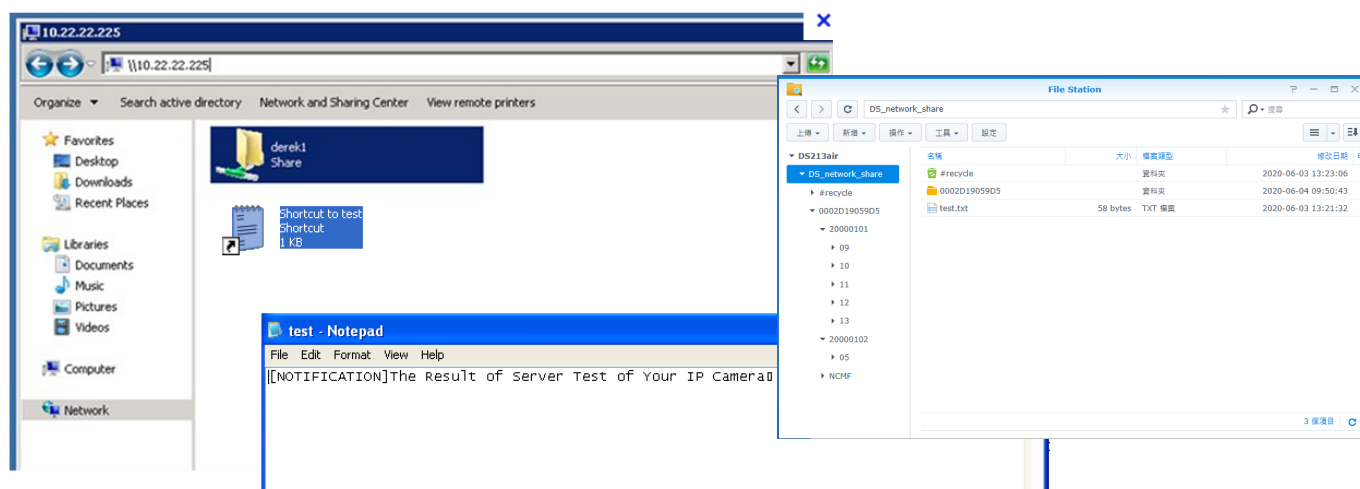 10.22.22.225
\\10.22.22.225
Organize Search active directory Network and Sharing Center View remote printers
Favorites
Desktop
Downloads
Recent Places
Libraries
Documents
Music
Pictures
Videos
Computer
Network
derek1
Share
Shortcut to test
Shortcut
1 KB
test - Notepad
File Edit Format View Help
[NOTIFICATION]The Result of Server Test of Your IP Camera
File Station
DS_network_share
搜尋
上傳 新增 操作 工具 設定
DS213air
DS_network_share
#recycle
0002D19059D5
20000101
09
10
11
12
13
20000102
05
NCMF
名稱 大小 檔案類型 修改日期
#recycle 資料夾 2020-06-03 13:23:06
0002D19059D5 資料夾 2020-06-04 09:50:43
test.txt 58 bytes TXT 檔案 2020-06-03 13:21:32
3 個項目